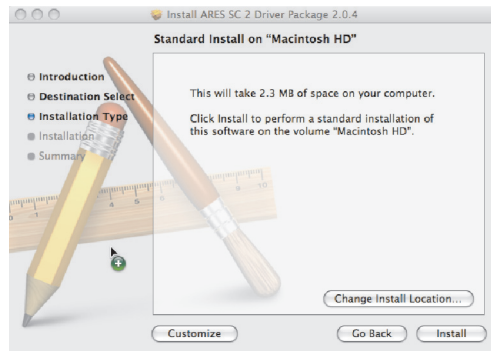 Install ARES SC 2 Driver Package 2.0.4
Standard Install on “Macintosh HD”
Introduction
Destination Select
Installation Type
Installation
Summary
This will take 2.3 MB of space on your computer.
Click Install to perform a standard installation of
this software on the volume “Macintosh HD”.
Change Install Location...
Customize
Go Back
Install